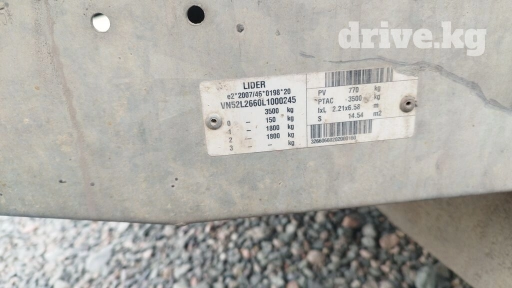 drive.kg
LIDER
e2*2007/46*0198*20
VN52L2660L1000245
3500 kg
0 – 150 kg
1 – 1800 kg
2 – 1800 kg
3 –
PV 770 kg
PTAC 3500 kg
lxL 2.21x6.58 m
S 14.54 m2
drive.kg